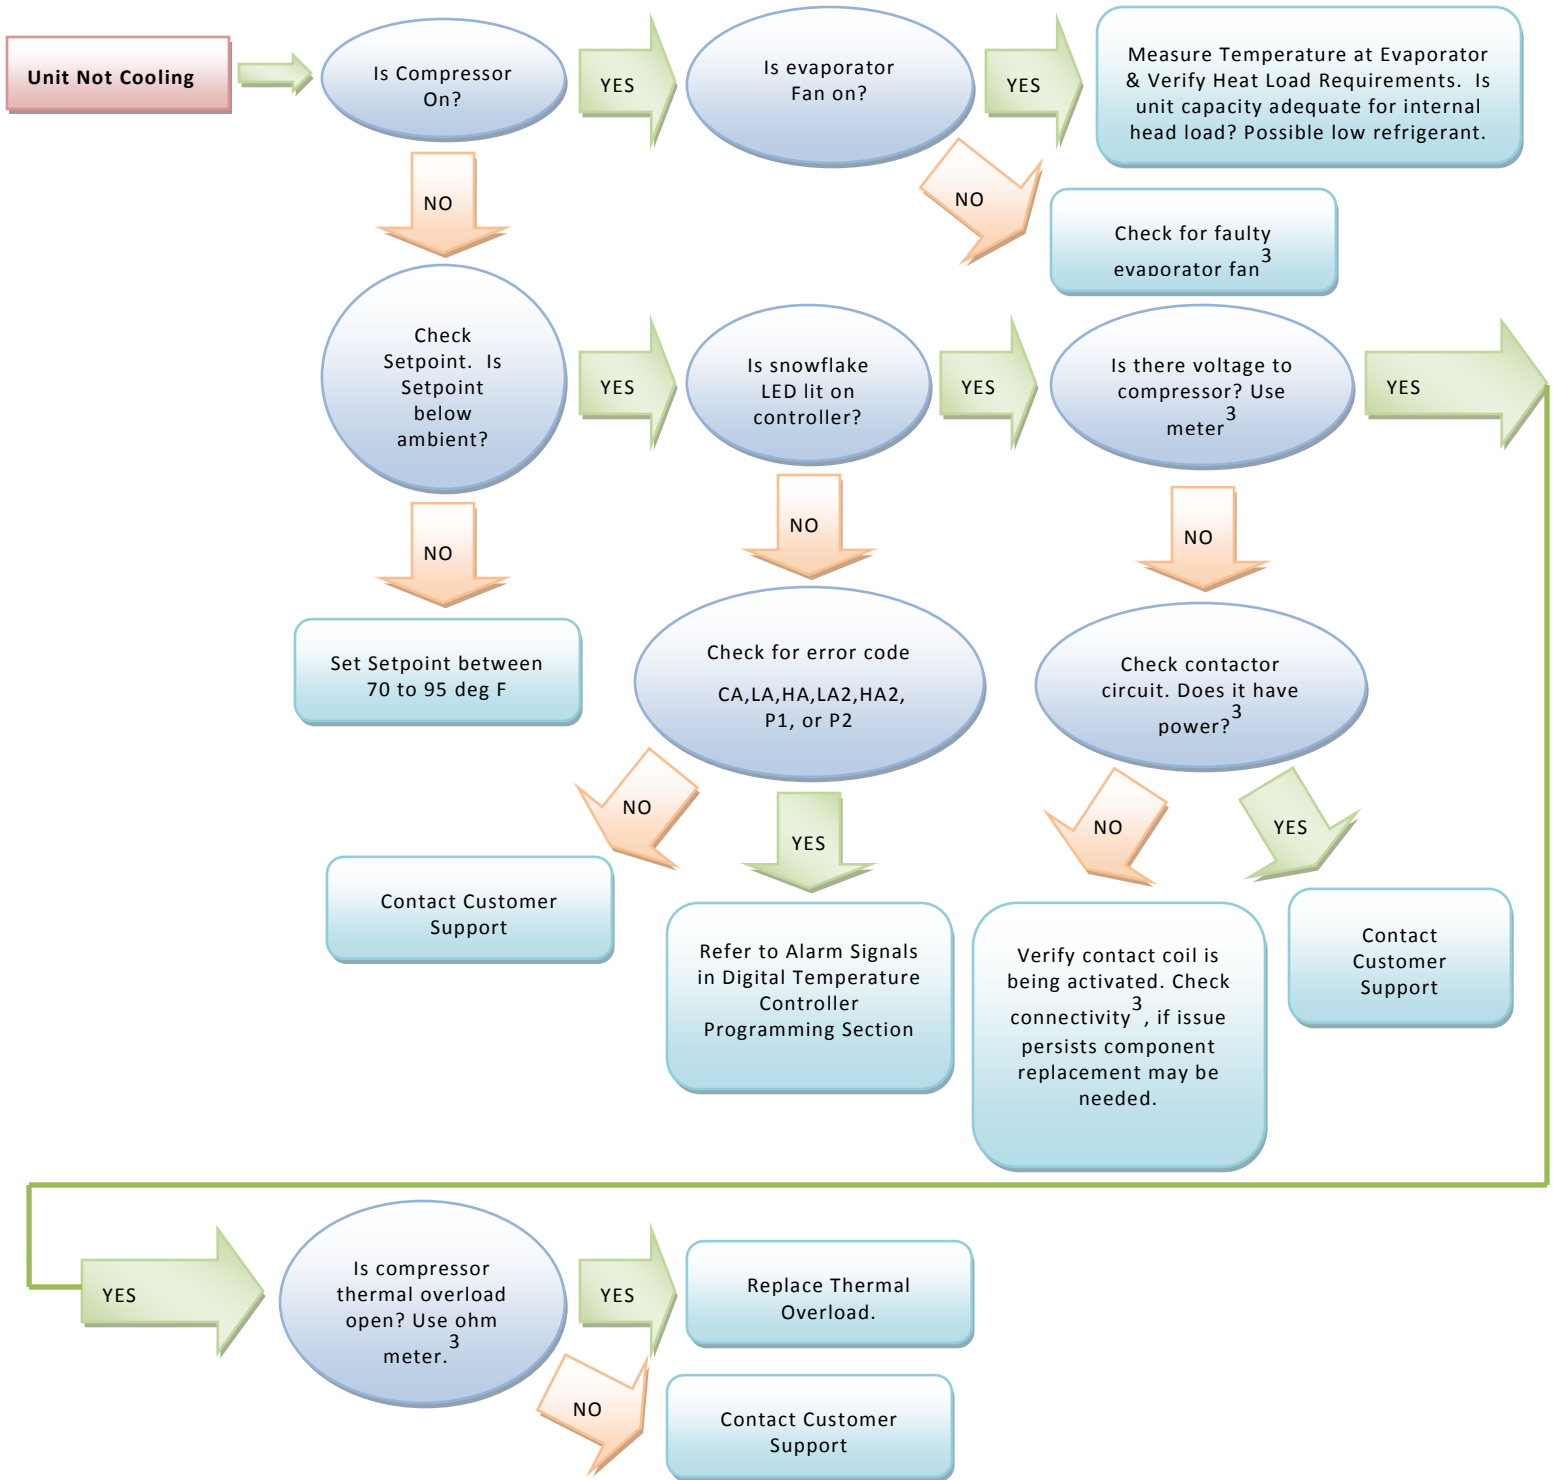 Unit Not Cooling
Is Compressor
On?
YES
Is evaporator
Fan on?
YES
Measure Temperature at Evaporator
& Verify Heat Load Requirements. Is
unit capacity adequate for internal
head load? Possible low refrigerant.
NO
NO
Check for faulty
evaporator fan3
Check
Setpoint. Is
Setpoint
below
ambient?
YES
Is snowflake
LED lit on
controller?
YES
Is there voltage to
compressor? Use
meter3
YES
NO
NO
NO
Set Setpoint between
70 to 95 deg F
Check for error code
CA,LA,HA,LA2,HA2,
P1, or P2
Check contactor
circuit. Does it have
power?3
NO
YES
NO
YES
Contact Customer
Support
Refer to Alarm Signals
in Digital Temperature
Controller
Programming Section
Verify contact coil is
being activated. Check
connectivity3, if issue
persists component
replacement may be
needed.
Contact
Customer
Support
YES
Is compressor
thermal overload
open? Use ohm
meter.3
YES
Replace Thermal
Overload.
NO
Contact Customer
Support